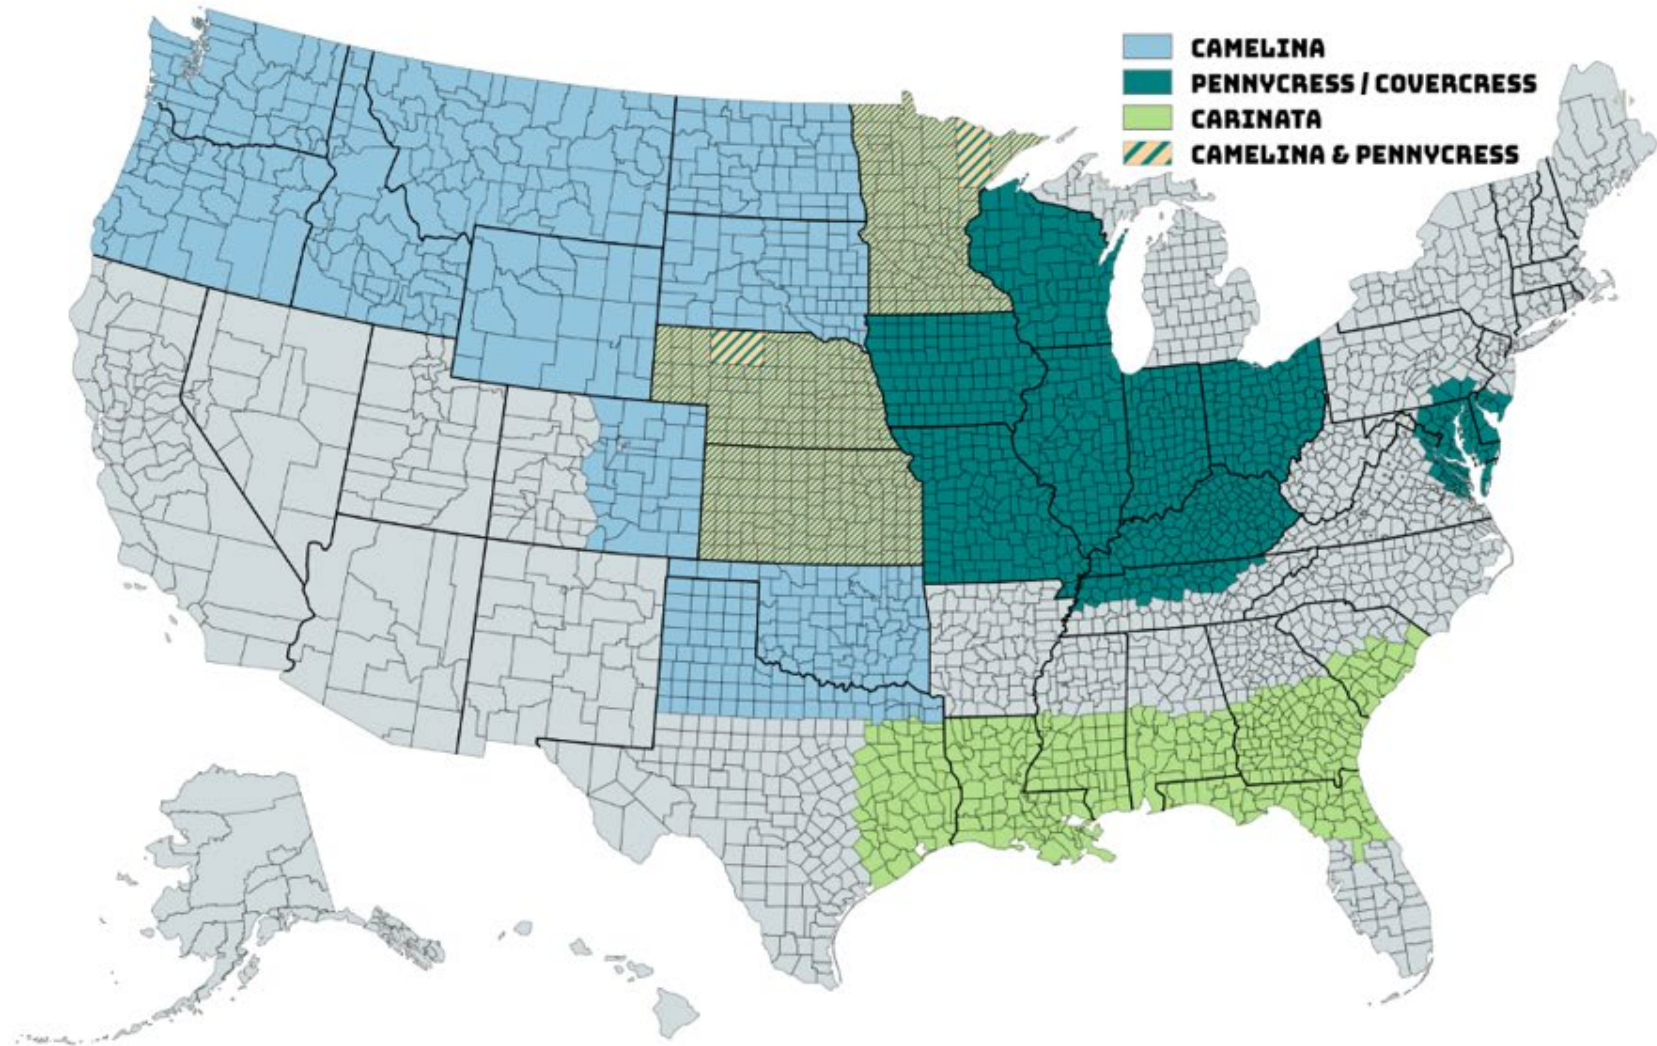 CAMELINA
PENNYCRESS / COVERCRESS
CARINATA
CAMELINA & PENNYCRESS